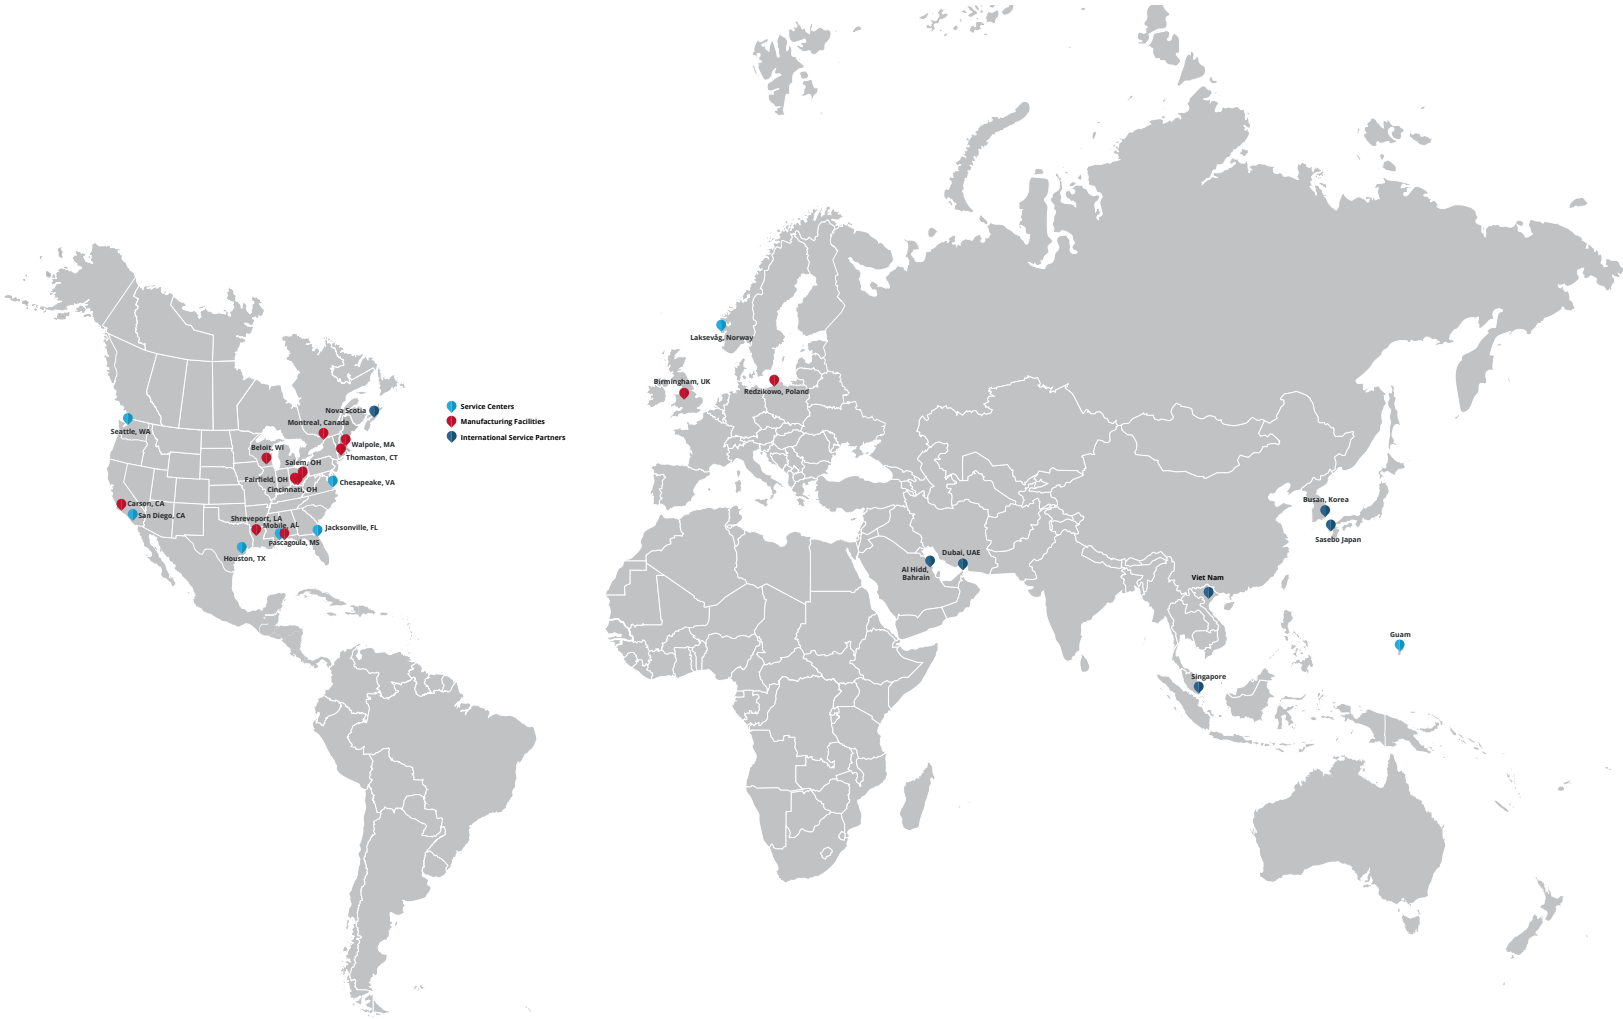 Laksevåg, Norway
Birmingham, UK
Redzikowo, Poland
Nova Scotia
Montreal, Canada
Seattle, WA
Walpole, MA
Beloit, WI
Thomaston, CT
Salem, OH
Fairfield, OH
Cincinnati, OH
Chesapeake, VA
Carson, CA
San Diego, CA
Shreveport, LA
Mobile, AL
Jacksonville, FL
Pascagoula, MS
Houston, TX
Service Centers
Manufacturing Facilities
International Service Partners
Busan, Korea
Sasebo Japan
Dubai, UAE
Al Hidd,
Bahrain
Viet Nam
Guam
Singapore